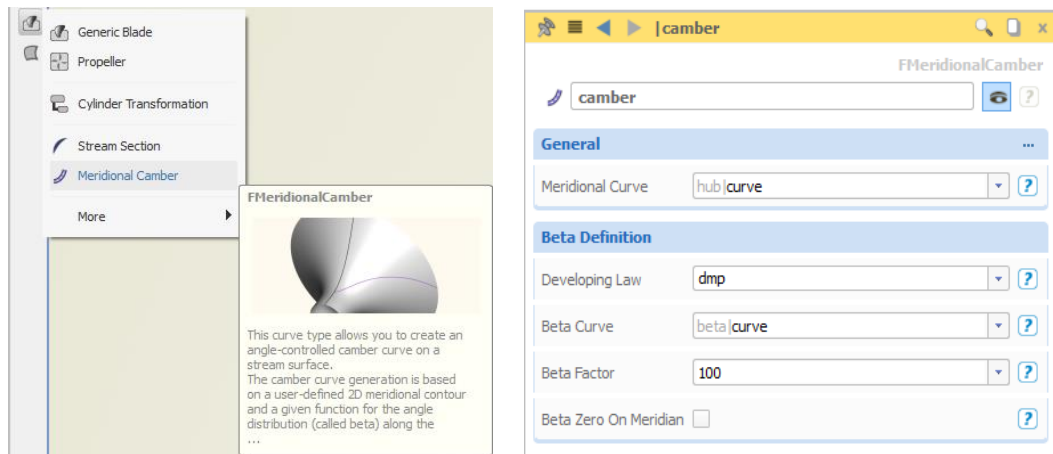 Generic Blade
Propeller
Cylinder Transformation
Stream Section
Meridional Camber
More
FMeridionalCamber
This curve type allows you to create an
angle-controlled camber curve on a
stream surface.
The camber curve generation is based
on a user-defined 2D meridional contour
and a given function for the angle
distribution (called beta) along the
...
|camber
FMeridionalCamber
camber
?
General
...
Meridional Curve hub|curve ?
Beta Definition
Developing Law dmp ?
Beta Curve beta|curve ?
Beta Factor 100 ?
Beta Zero On Meridian ?